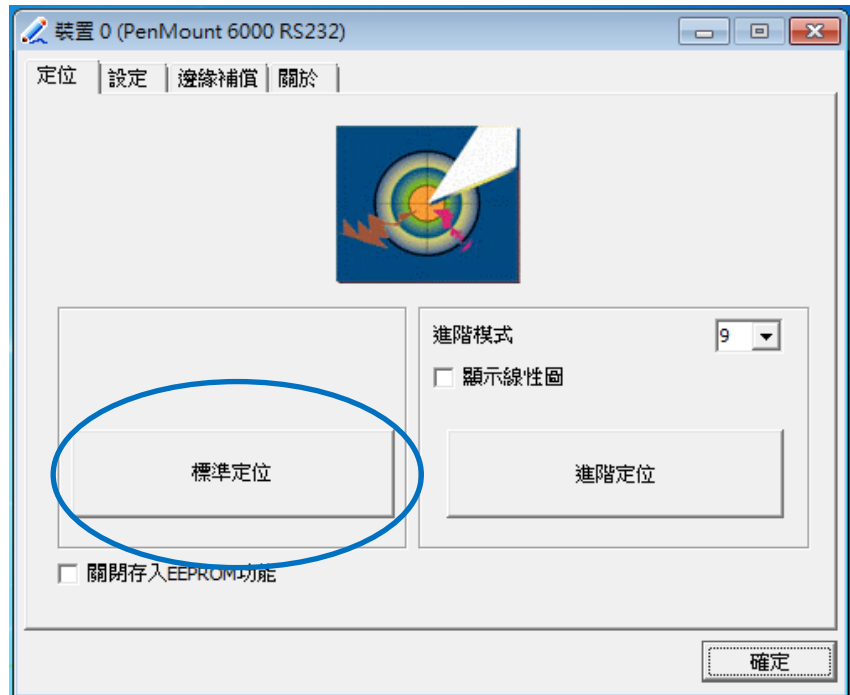 裝置 0 (PenMount 6000 RS232)
定位 設定 邊緣補償 關於
進階模式 9
顯示線性圖
標準定位 進階定位
關閉存入EEPROM功能
確定